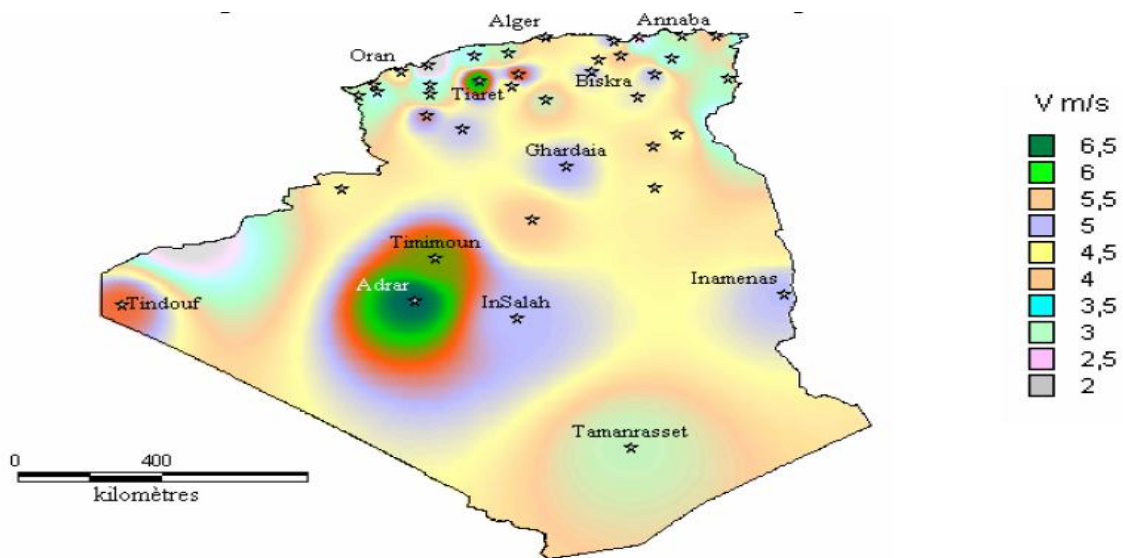 Alger
Annaba
Oran
Tiaret
Biskra
Ghardaia
Timimoun
Adrar
InSalah
Inamenas
Tindouf
Tamanrasset
0 400
kilomètres
V m/s
6,5
6
5,5
5
4,5
4
3,5
3
2,5
2